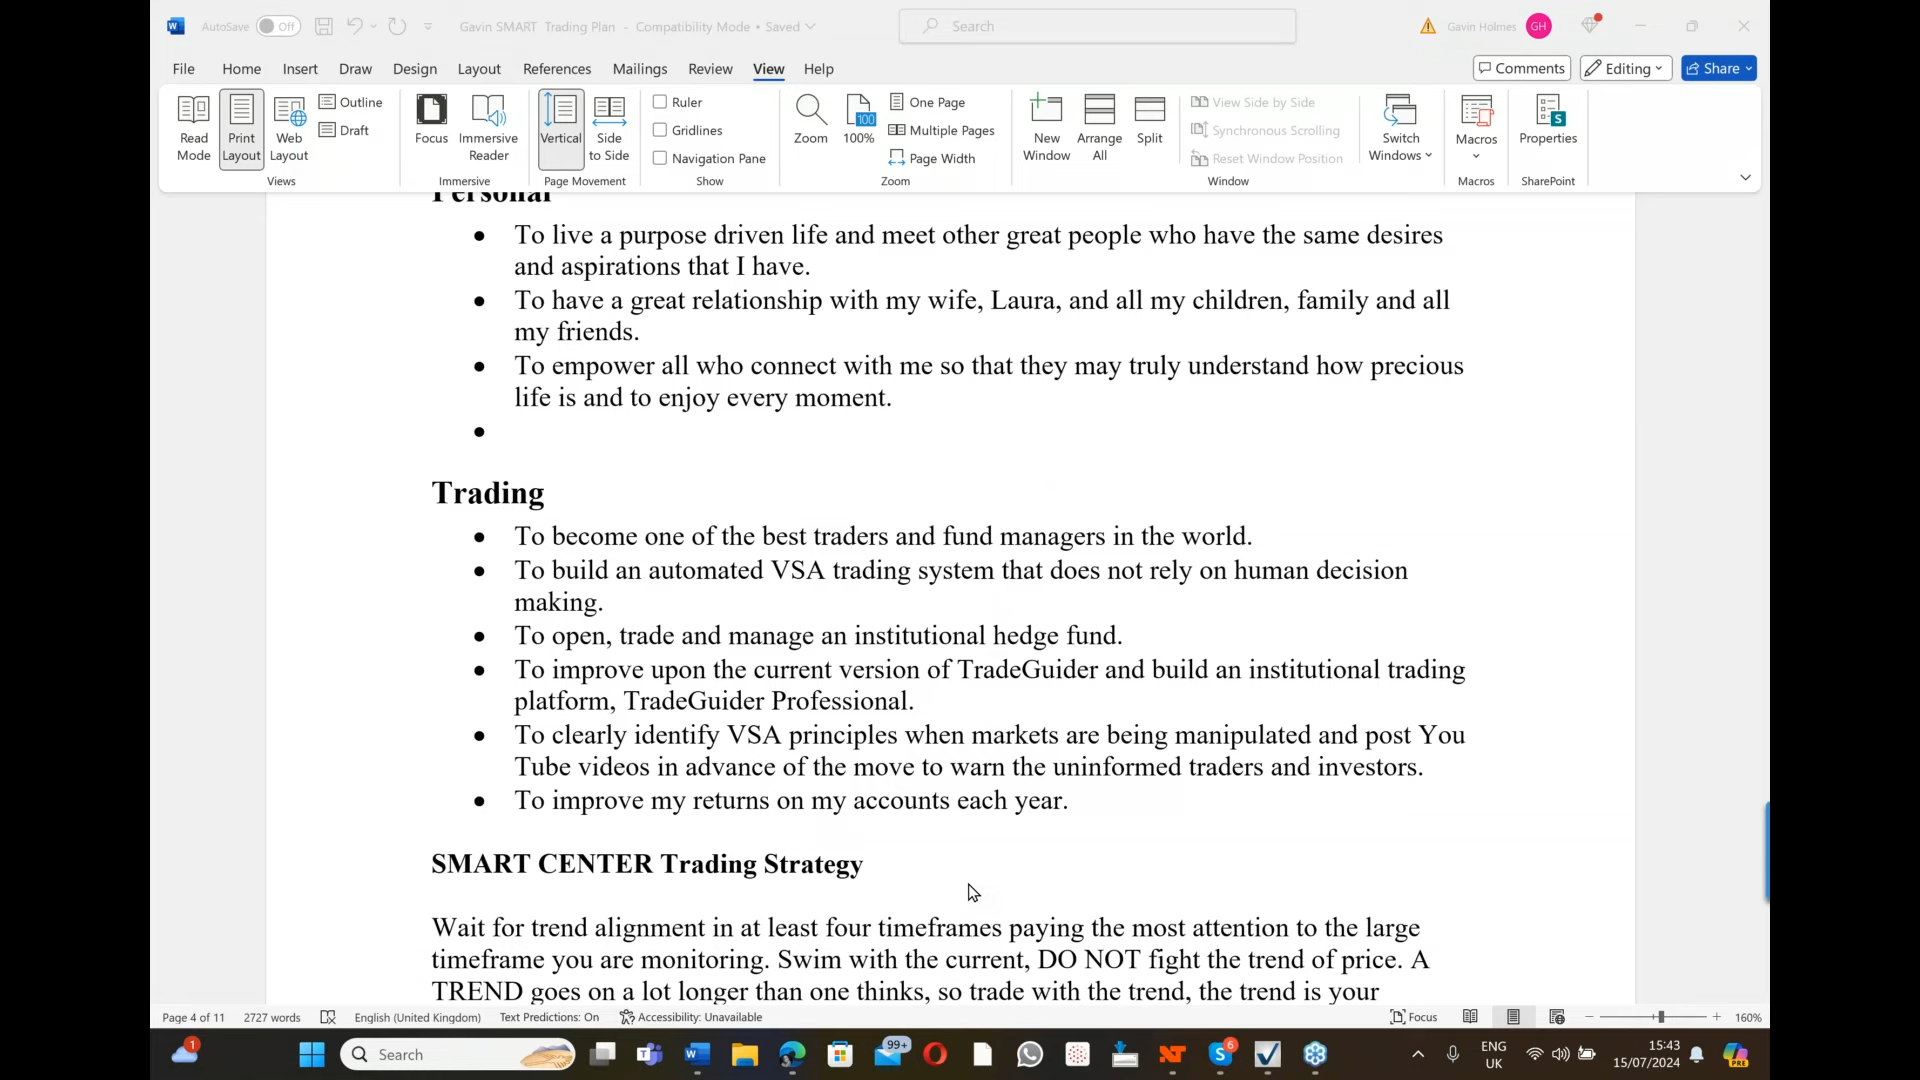 AutoSave Off Gavin SMART Trading Plan - Compatibility Mode • Saved Search Gavin Holmes GH
File Home Insert Draw Design Layout References Mailings Review View Help Comments Editing Share
Read Mode
Print Layout
Web Layout
Outline
Draft
Views
Focus
Immersive Reader
Immersive
Vertical
Side to Side
Page Movement
Ruler
Gridlines
Navigation Pane
Show
Zoom
100
100%
One Page
Multiple Pages
Page Width
Zoom
New Window
Arrange All
Split
View Side by Side
Synchronous Scrolling
Reset Window Position
Window
Switch Windows
Macros
Macros
Properties
SharePoint
Personal
• To live a purpose driven life and meet other great people who have the same desires
and aspirations that I have.
• To have a great relationship with my wife, Laura, and all my children, family and all
my friends.
• To empower all who connect with me so that they may truly understand how precious
life is and to enjoy every moment.
•
Trading
• To become one of the best traders and fund managers in the world.
• To build an automated VSA trading system that does not rely on human decision
making.
• To open, trade and manage an institutional hedge fund.
• To improve upon the current version of TradeGuider and build an institutional trading
platform, TradeGuider Professional.
• To clearly identify VSA principles when markets are being manipulated and post You
Tube videos in advance of the move to warn the uninformed traders and investors.
• To improve my returns on my accounts each year.
SMART CENTER Trading Strategy
Wait for trend alignment in at least four timeframes paying the most attention to the large
timeframe you are monitoring. Swim with the current, DO NOT fight the trend of price. A
TREND goes on a lot longer than one thinks, so trade with the trend, the trend is your
Page 4 of 11 2727 words English (United Kingdom) Text Predictions: On Accessibility: Unavailable Focus 160%
1 Search 99+ 6 ENG UK 15:43 15/07/2024 PRE